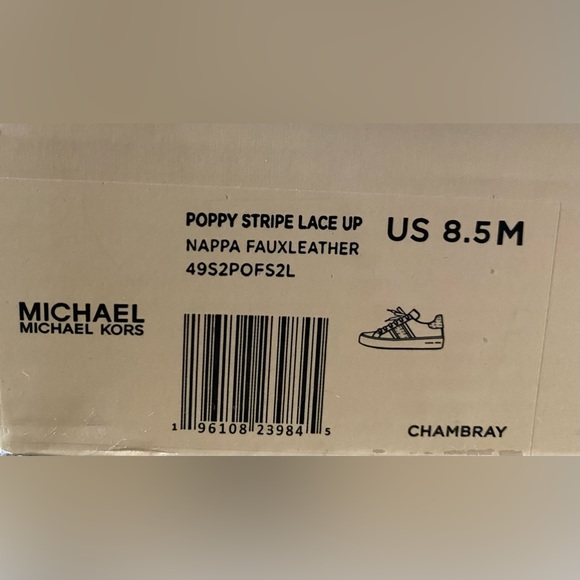 POPPY STRIPE LACE UP
NAPPA FAUXLEATHER
49S2POFS2L
US 8.5M
MICHAEL
MICHAEL KORS
1 96108 23984 5
CHAMBRAY